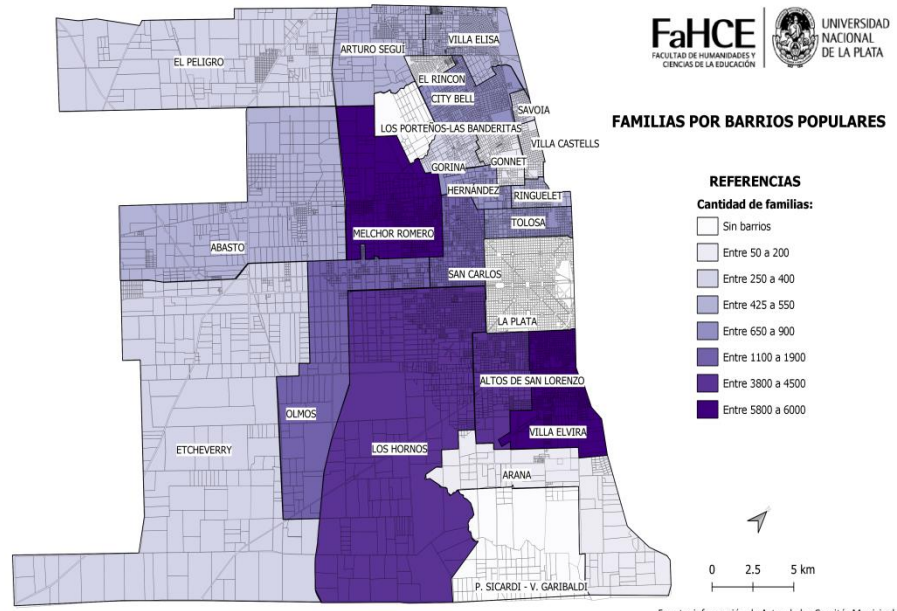 FaHCE
FACULTAD DE HUMANIDADES Y
CIENCIAS DE LA EDUCACIÓN
UNIVERSIDAD
NACIONAL
DE LA PLATA
FAMILIAS POR BARRIOS POPULARES
REFERENCIAS
Cantidad de familias:
Sin barrios
Entre 50 a 200
Entre 250 a 400
Entre 425 a 550
Entre 650 a 900
Entre 1100 a 1900
Entre 3800 a 4500
Entre 5800 a 6000
VILLA ELISA
ARTURO SEGUÍ
EL PELIGRO
EL RINCON
CITY BELL
SAVOIA
LOS PORTEÑOS-LAS BANDERITAS
VILLA CASTELLS
GONNET
GORINA
HERNÁNDEZ
RINGUELET
TOLOSA
MELCHOR ROMERO
ABASTO
SAN CARLOS
LA PLATA
ALTOS DE SAN LORENZO
OLMOS
VILLA ELVIRA
ETCHEVERRY
LOS HORNOS
ARANA
P. SICARDI - V. GARIBALDI
0 2.5 5 km